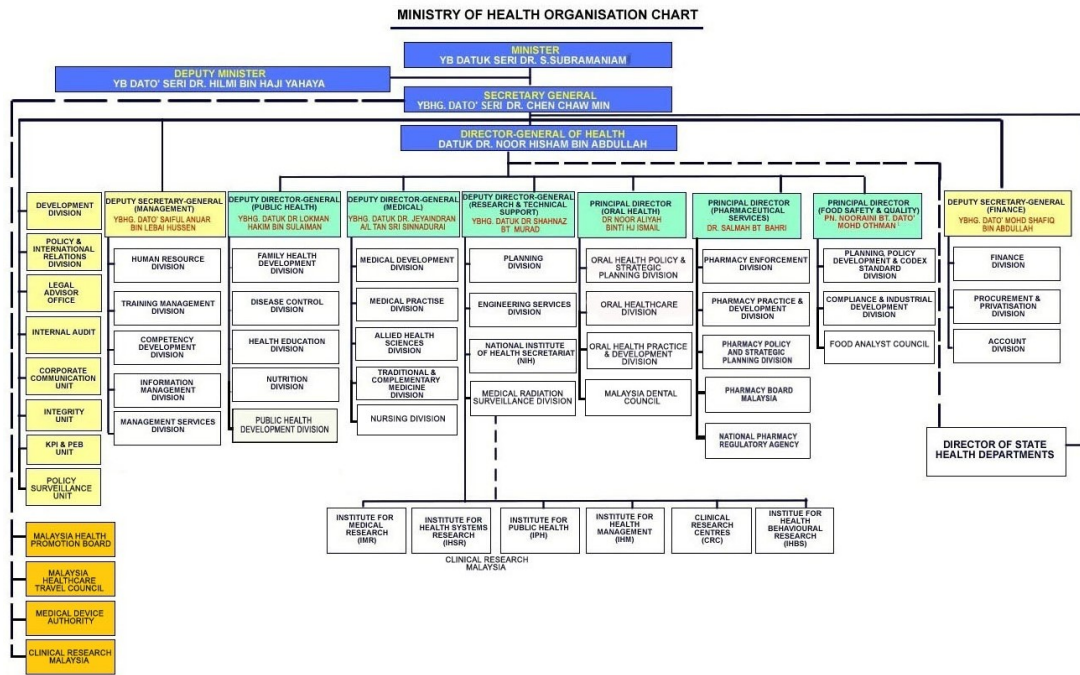 MINISTRY OF HEALTH ORGANISATION CHART
MINISTER
YB DATUK SERI DR. S.SUBRAMANIAM
DEPUTY MINISTER
YB DATO' SERI DR. HILMI BIN HAJI YAHAYA
SECRETARY GENERAL
YBHG. DATO' SERI DR. CHEN CHAW MIN
DIRECTOR-GENERAL OF HEALTH
DATUK DR. NOOR HISHAM BIN ABDULLAH
DEVELOPMENT
DIVISION
POLICY &
INTERNATIONAL
RELATIONS
DIVISION
LEGAL
ADVISOR
OFFICE
INTERNAL AUDIT
CORPORATE
COMMUNICATION
UNIT
INTEGRITY
UNIT
KPI & PEB
UNIT
POLICY
SURVEILLANCE
UNIT
MALAYSIA HEALTH
PROMOTION BOARD
MALAYSIA
HEALTHCARE
TRAVEL COUNCIL
MEDICAL DEVICE
AUTHORITY
CLINICAL RESEARCH
MALAYSIA
DEPUTY SECRETARY-GENERAL
(MANAGEMENT)
YBHG. DATO' SAIFUL ANUAR
BIN LEBAI HUSSEN
HUMAN RESOURCE
DIVISION
TRAINING MANAGEMENT
DIVISION
COMPETENCY
DEVELOPMENT
DIVISION
INFORMATION
MANAGEMENT
DIVISION
MANAGEMENT SERVICES
DIVISION
DEPUTY DIRECTOR-GENERAL
(PUBLIC HEALTH)
YBHG. DATUK DR LOKMAN
HAKIM BIN SULAIMAN
FAMILY HEALTH
DEVELOPMENT
DIVISION
DISEASE CONTROL
DIVISION
HEALTH EDUCATION
DIVISION
NUTRITION
DIVISION
PUBLIC HEALTH
DEVELOPMENT DIVISION
DEPUTY DIRECTOR-GENERAL
(MEDICAL)
YBHG. DATUK DR. JEYAINDRAN
A/L TAN SRI SINNADURAI
MEDICAL DEVELOPMENT
DIVISION
MEDICAL PRACTISE
DIVISION
ALLIED HEALTH
SCIENCES
DIVISION
TRADITIONAL &
COMPLEMENTARY
MEDICINE DIVISION
NURSING DIVISION
DEPUTY DIRECTOR-GENERAL
(RESEARCH & TECHNICAL
SUPPORT)
YBHG. DATUK DR SHAHNAZ
BT MURAD
PLANNING
DIVISION
ENGINEERING SERVICES
DIVISION
NATIONAL INSTITUTE
OF HEALTH SECRETARIAT
(NIH)
MEDICAL RADIATION
SURVEILLANCE DIVISION
PRINCIPAL DIRECTOR
(ORAL HEALTH)
DR NOOR ALIYAH
BINTI HJ ISMAIL
ORAL HEALTH POLICY &
STRATEGIC
PLANNING DIVISION
ORAL HEALTHCARE
DIVISION
ORAL HEALTH PRACTICE
& DEVELOPMENT
DIVISION
MALAYSIA DENTAL
COUNCIL
PRINCIPAL DIRECTOR
(PHARMACEUTICAL
SERVICES)
DR. SALMAH BT BAHRI
PHARMACY ENFORCEMENT
DIVISION
PHARMACY PRACTICE &
DEVELOPMENT
DIVISION
PHARMACY POLICY
AND STRATEGIC
PLANNING DIVISION
PHARMACY BOARD
MALAYSIA
NATIONAL PHARMACY
REGULATORY AGENCY
PRINCIPAL DIRECTOR
(FOOD SAFETY & QUALITY)
PN. NOORAINI BT. DATO'
MOHD OTHMAN
PLANNING, POLICY
DEVELOPMENT & CODEX
STANDARD
DIVISION
COMPLIANCE & INDUSTRIAL
DEVELOPMENT
DIVISION
FOOD ANALYST COUNCIL
DEPUTY SECRETARY-GENERAL
(FINANCE)
YBHG. DATO' MOHD SHAFIQ
BIN ABDULLAH
FINANCE
DIVISION
PROCUREMENT &
PRIVATISATION
DIVISION
ACCOUNT
DIVISION
DIRECTOR OF STATE
HEALTH DEPARTMENTS
INSTITUTE FOR
MEDICAL
RESEARCH (IMR)
INSTITUTE FOR
HEALTH SYSTEMS
RESEARCH
(IHSR)
INSTITUTE FOR
PUBLIC HEALTH
(IPH)
INSTITUTE FOR
HEALTH
MANAGEMENT
(IHM)
CLINICAL
RESEARCH
CENTRES
(CRC)
INSTITUTE FOR
HEALTH
BEHAVIOURAL
RESEARCH
(IHBS)
CLINICAL RESEARCH
MALAYSIA